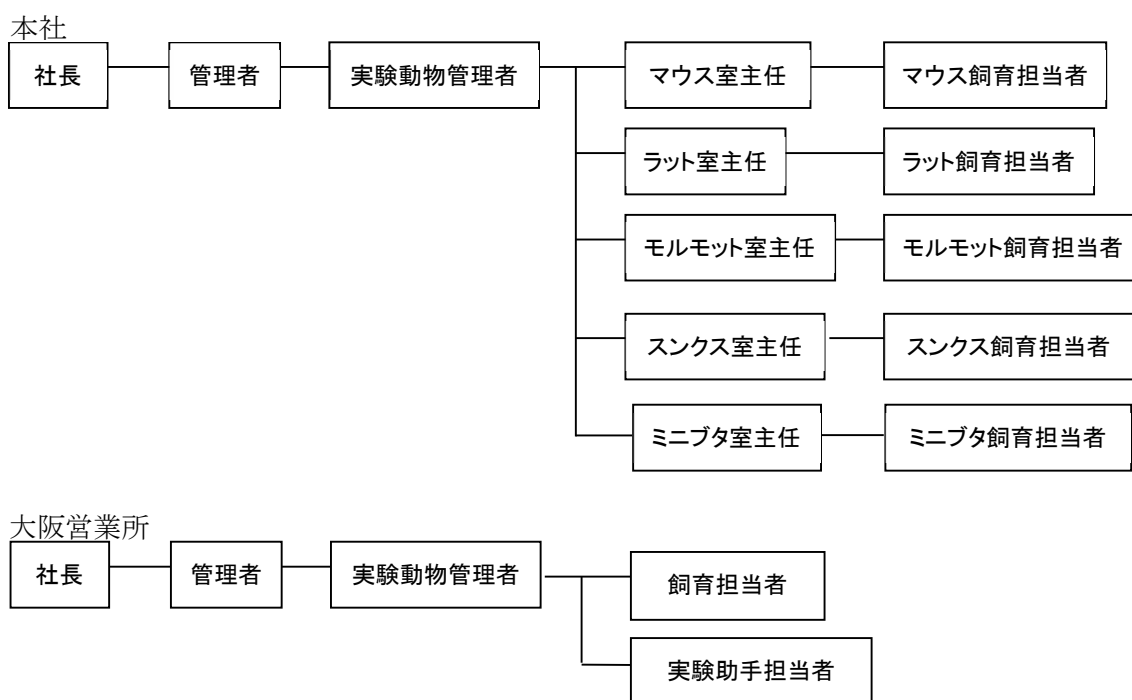 本社
社長 管理者 実験動物管理者 マウス室主任 マウス飼育担当者
ラット室主任 ラット飼育担当者
モルモット室主任 モルモット飼育担当者
スンクス室主任 スンクス飼育担当者
ミニブタ室主任 ミニブタ飼育担当者
大阪営業所
社長 管理者 実験動物管理者 飼育担当者
実験助手担当者